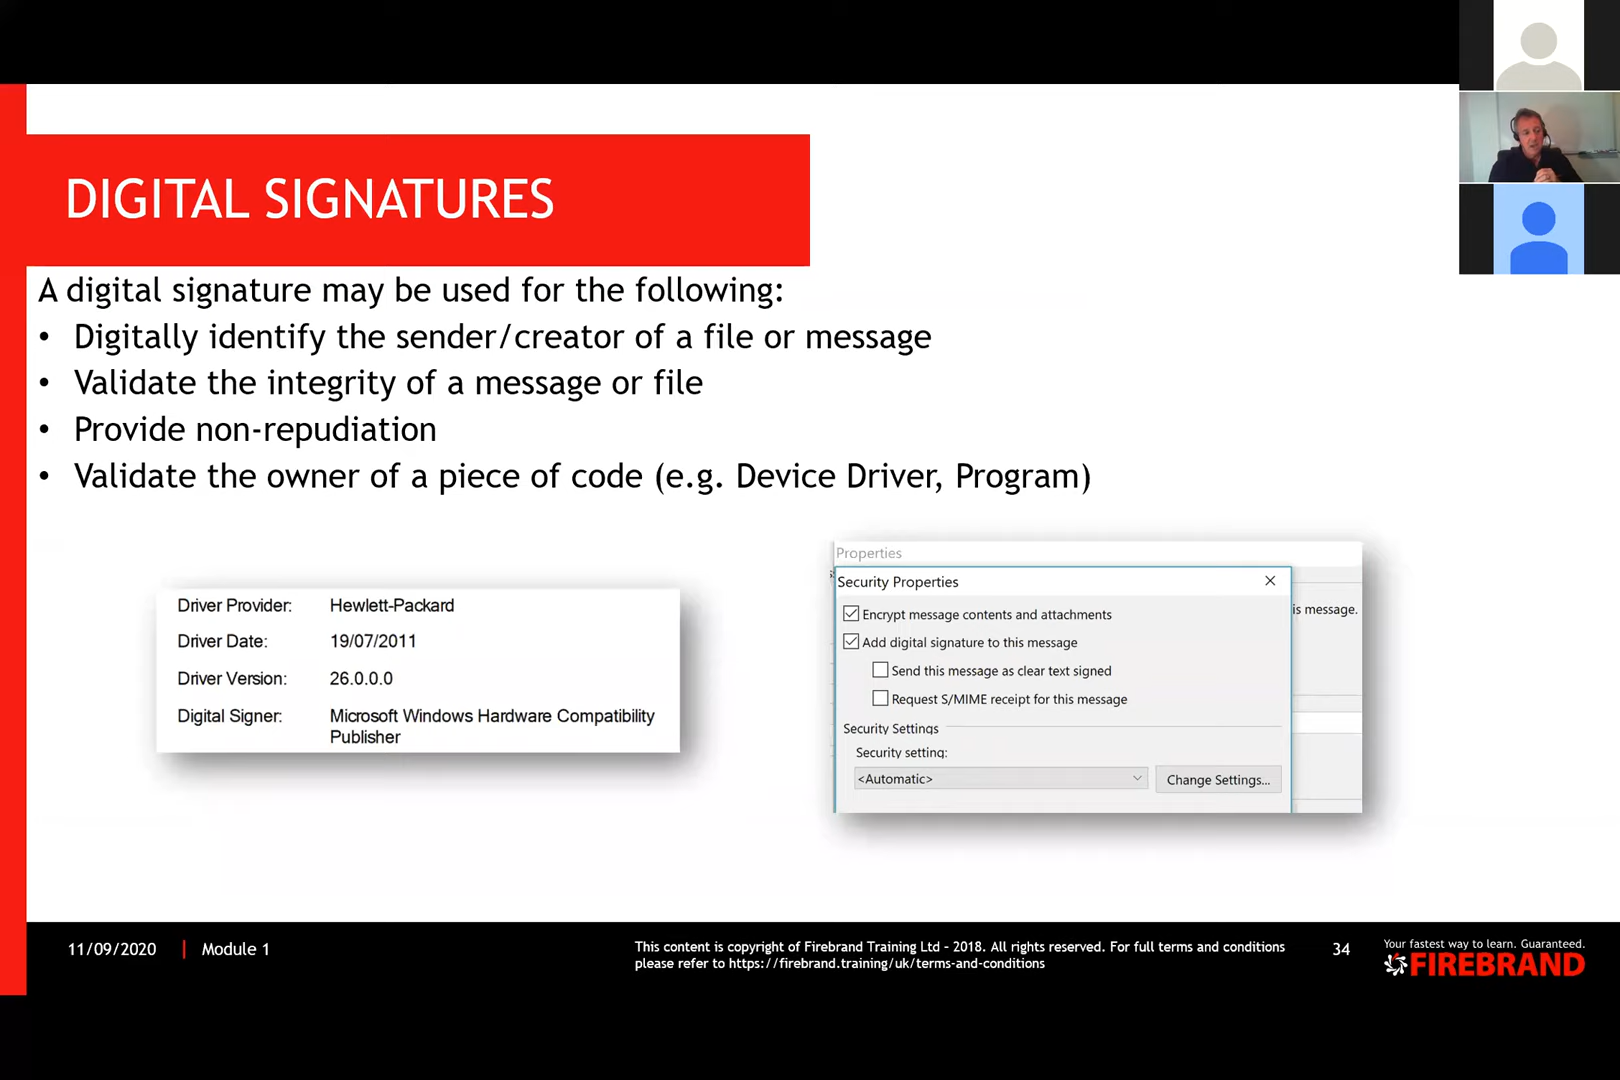 DIGITAL SIGNATURES
A digital signature may be used for the following:
• Digitally identify the sender/creator of a file or message
• Validate the integrity of a message or file
• Provide non-repudiation
• Validate the owner of a piece of code (e.g. Device Driver, Program)
Driver Provider: Hewlett-Packard
Driver Date: 19/07/2011
Driver Version: 26.0.0.0
Digital Signer: Microsoft Windows Hardware Compatibility
Publisher
Properties
Security Properties
Encrypt message contents and attachments
is message.
Add digital signature to this message
Send this message as clear text signed
Request S/MIME receipt for this message
Security Settings
Security setting:
<Automatic>
Change Settings...
11/09/2020 | Module 1
This content is copyright of Firebrand Training Ltd – 2018. All rights reserved. For full terms and conditions
please refer to https://firebrand.training/uk/terms-and-conditions
34
Your fastest way to learn. Guaranteed.
FIREBRAND